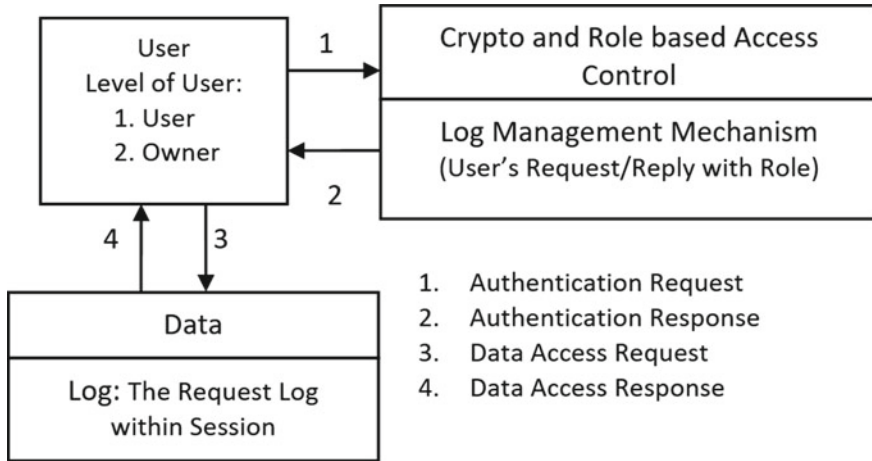 User
Level of User:
1. User
2. Owner
1
2
Crypto and Role based Access
Control
Log Management Mechanism
(User's Request/Reply with Role)
4
3
Data
Log: The Request Log
within Session
1. Authentication Request
2. Authentication Response
3. Data Access Request
4. Data Access Response